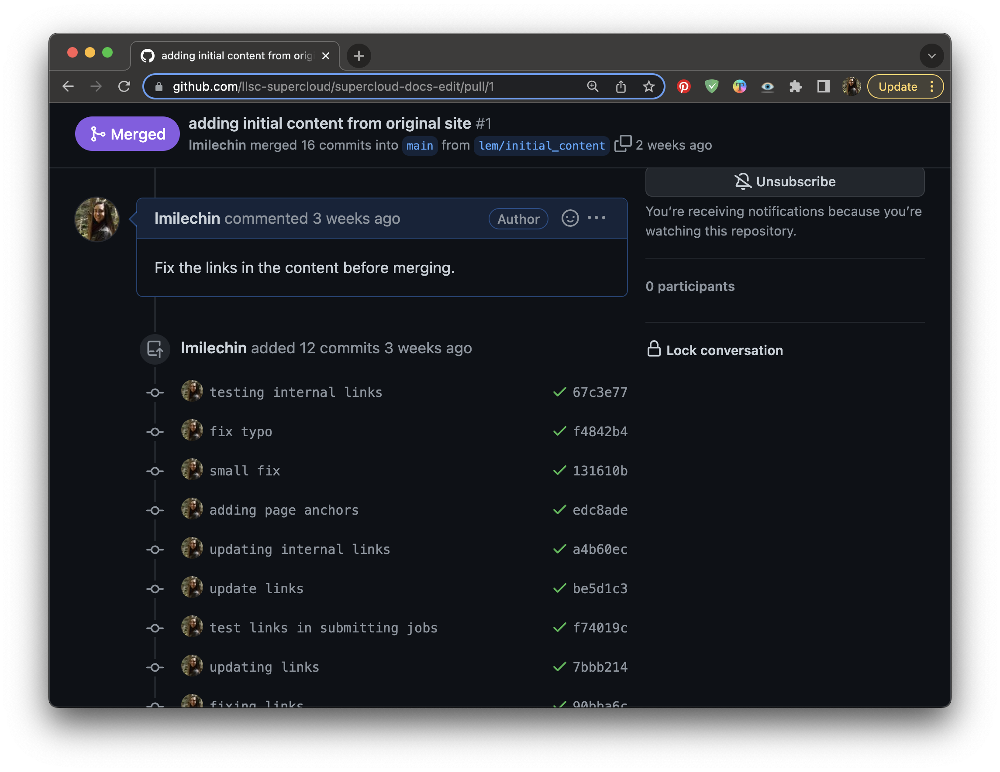 adding initial content from orig
github.com/llsc-supercloud/supercloud-docs-edit/pull/1
Update
Merged
adding initial content from original site #1
lmilechin merged 16 commits into main from lem/initial_content 2 weeks ago
Unsubscribe
You're receiving notifications because you're
watching this repository.
0 participants
Lock conversation
lmilechin commented 3 weeks ago
Author
Fix the links in the content before merging.
lmilechin added 12 commits 3 weeks ago
testing internal links 67c3e77
fix typo f4842b4
small fix 131610b
adding page anchors edc8ade
updating internal links a4b60ec
update links be5d1c3
test links in submitting jobs f74019c
updating links 7bbb214
fixing links 90bba6c